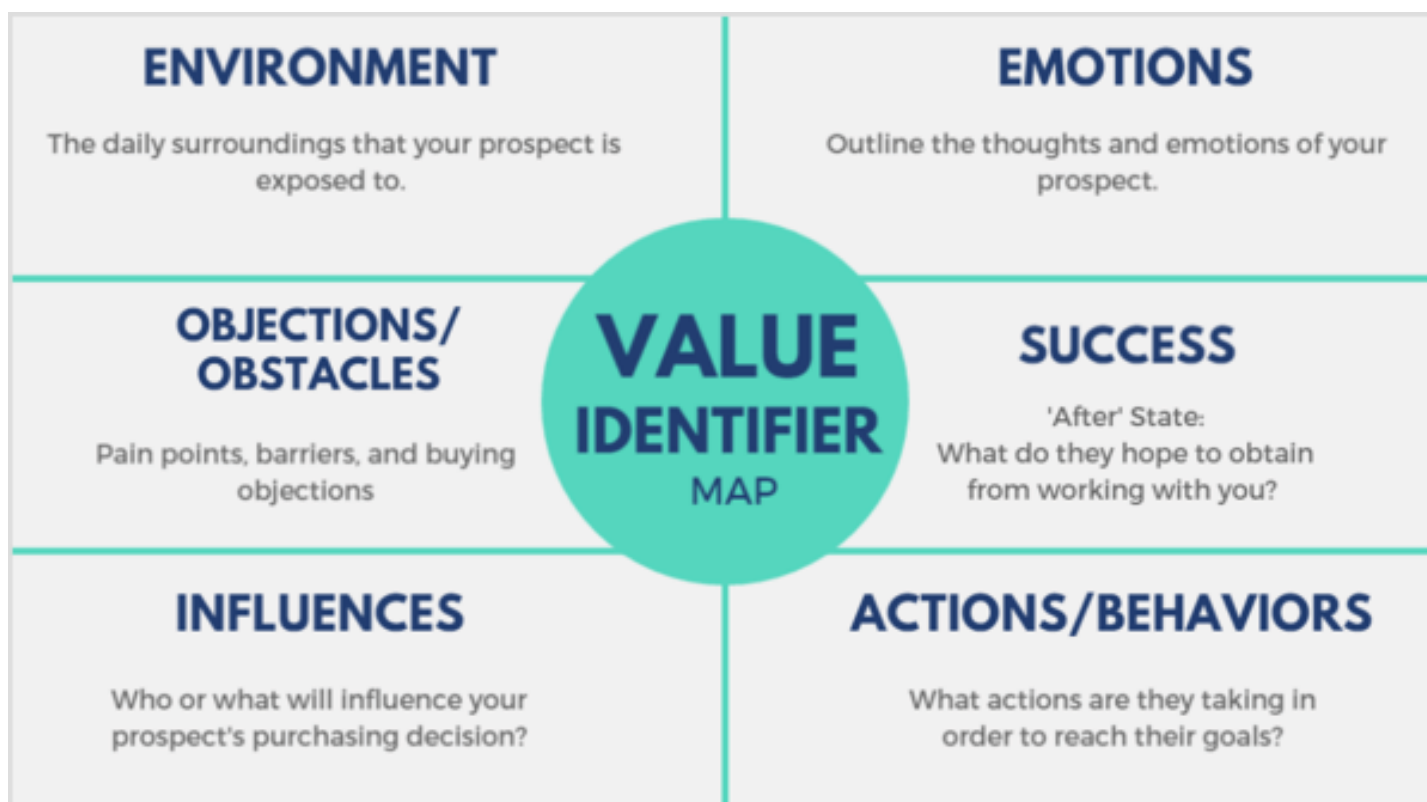 ENVIRONMENT
The daily surroundings that your prospect is
exposed to.
EMOTIONS
Outline the thoughts and emotions of your
prospect.
OBJECTIONS/
OBSTACLES
Pain points, barriers, and buying
objections
VALUE
IDENTIFIER
MAP
SUCCESS
'After' State:
What do they hope to obtain
from working with you?
INFLUENCES
Who or what will influence your
prospect's purchasing decision?
ACTIONS/BEHAVIORS
What actions are they taking in
order to reach their goals?